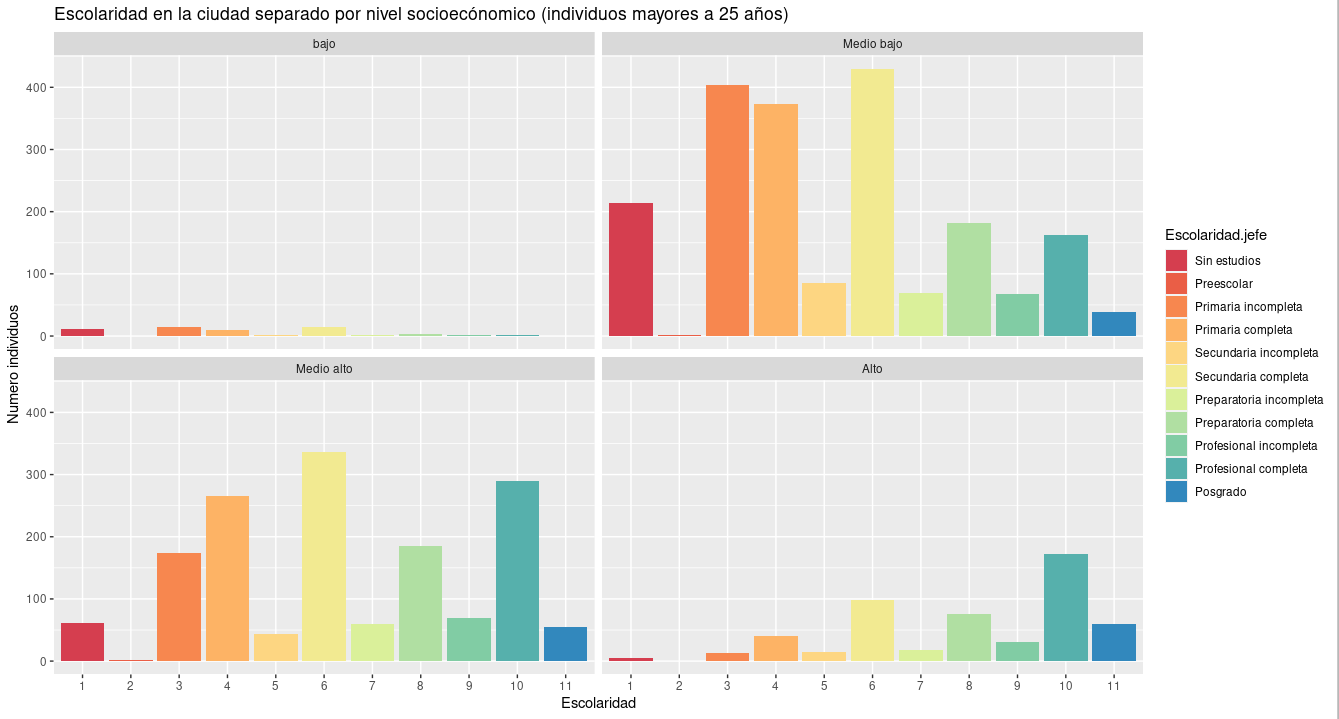 Escolaridad en la ciudad separado por nivel socioecónomico (individuos mayores a 25 años)
bajo
Medio bajo
400
300
200
100
0
Medio alto
Alto
400
300
200
100
0
1 2 3 4 5 6 7 8 9 10 11
1 2 3 4 5 6 7 8 9 10 11
Escolaridad
Numero individuos
Escolaridad.jefe
Sin estudios
Preescolar
Primaria incompleta
Primaria completa
Secundaria incompleta
Secundaria completa
Preparatoria incompleta
Preparatoria completa
Profesional incompleta
Profesional completa
Posgrado